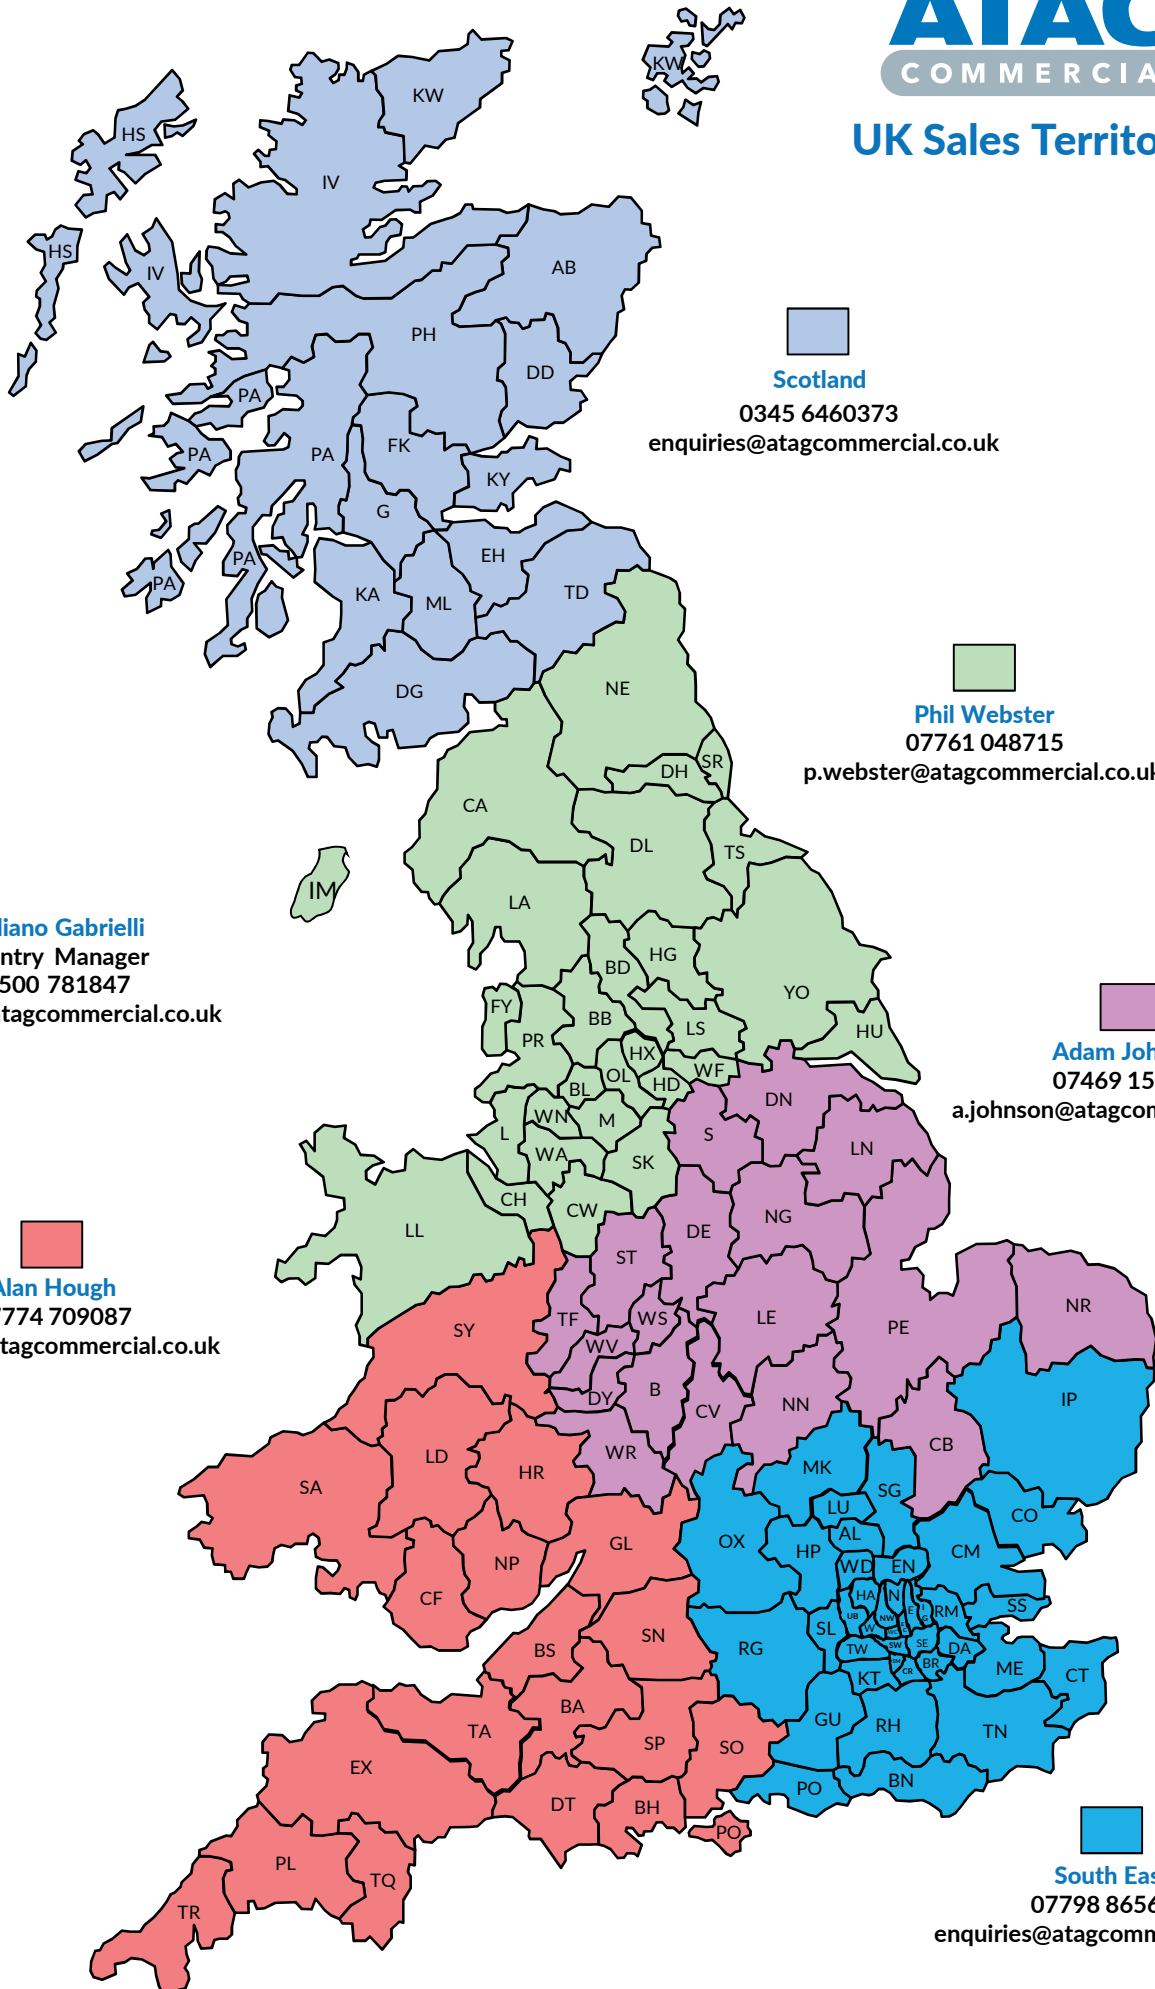 ATAG
COMMERCIA
UK Sales Territo
KW
KW
HS
IV
HS
IV
AB
PH
DD
PA
FK
PA
PA
KY
G
EH
PA
PA
KA
ML
TD
DG
NE
SR
DH
CA
DL
TS
IM
LA
HG
BD
YO
FY
BB
LS
HU
PR
HX
WF
OL
HD
BL
DN
WN
M
L
S
LN
WA
SK
CH
CW
LL
DE
NG
ST
TF
WS
LE
PE
NR
SY
WV
B
DY
CV
NN
IP
WR
CB
LD
HR
SA
MK
SG
LU
CO
AL
OX
HP
CM
GL
NP
WD
EN
CF
HA
N
E
I
G
RM
SS
UB
NW
W
WC
SL
SN
BS
RG
TW
SW
SE
DA
ME
CT
KT
SM
CR
BR
BA
TA
SP
SO
GU
RH
TN
EX
PO
BN
DT
BH
PO
PL
TQ
TR
Scotland
0345 6460373
enquiries@atagcommercial.co.uk
Phil Webster
07761 048715
p.webster@atagcommercial.co.uk
liano Gabrielli
ntry Manager
500 781847
tagcommercial.co.uk
Adam Joh
07469 15
a.johnson@atagcom
Alan Hough
7774 709087
tagcommercial.co.uk
South Eas
07798 8656
enquiries@atagcomm